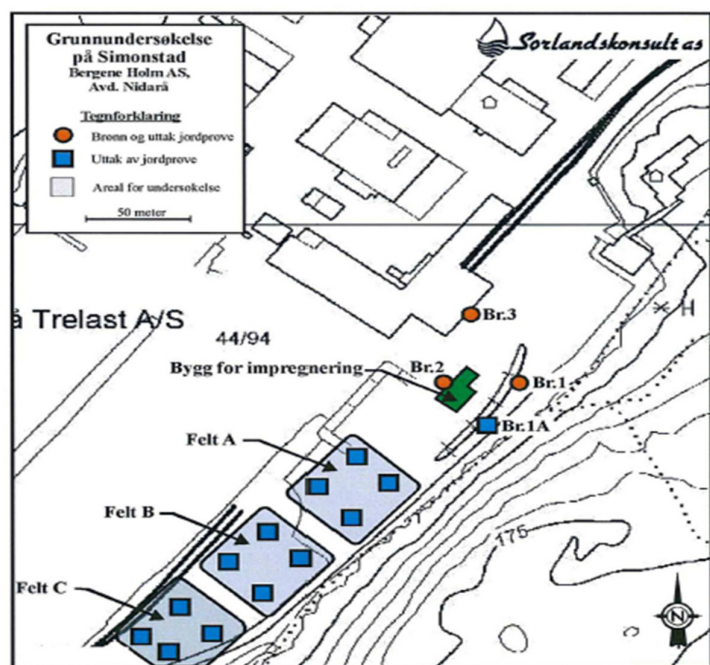 Grunnundersøkelse
på Simonstad
Bergene Holm AS,
Avd. Nidarå
Tegnforklaring
Brønn og uttak jordprøve
Uttak av jordprøve
Areal for undersøkelse
50 meter
Sørlandskonsult as
å Trelast A/S
44/94
Br.3
H
Bygg for impregnering
Br.2
Br.1
Br.1A
Felt A
Felt B
Felt C
175
N